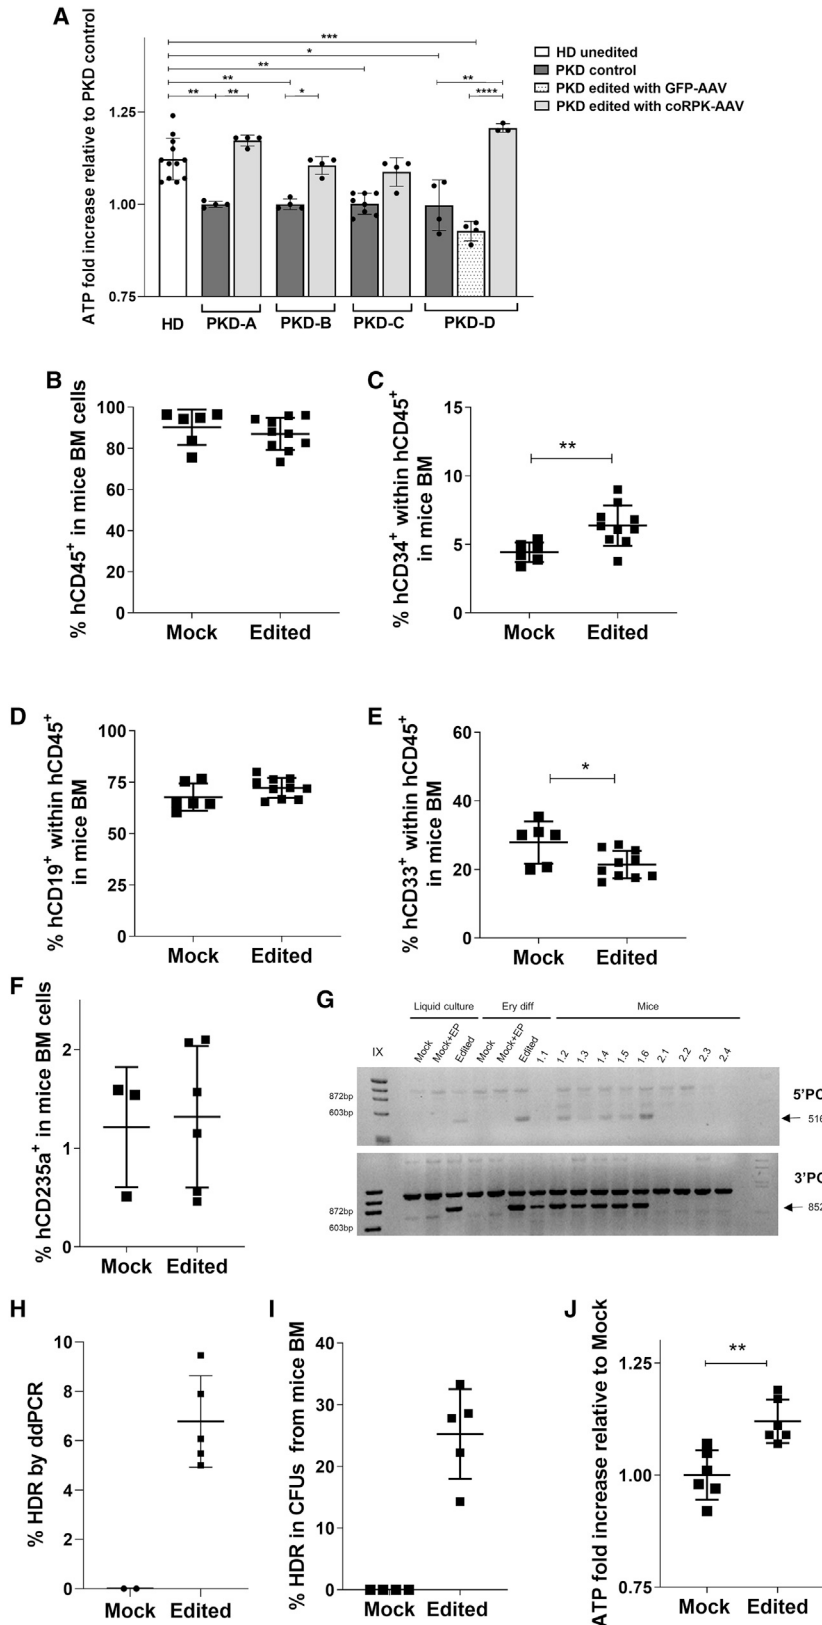 A
ATP fold increase relative to PKD control
***
*
**
**
**
**
**
*
**
****
HD unedited
PKD control
PKD edited with GFP-AAV
PKD edited with coRPK-AAV
1.25
1.00
0.75
HD
PKD-A
PKD-B
PKD-C
PKD-D
B
% hCD45+ in mice BM cells
100
80
60
40
20
0
Mock
Edited
C
% hCD34+ within hCD45+
in mice BM
15
10
5
0
**
Mock
Edited
D
% hCD19+ within hCD45+
in mice BM
100
75
50
25
0
Mock
Edited
E
% hCD33+ within hCD45+
in mice BM
60
40
20
0
*
Mock
Edited
F
% hCD235a+ in mice BM cells
2
1
0
Mock
Edited
G
Liquid culture
Ery diff
Mice
IX
Mock
Mock+EP
Edited
Mock
Mock+EP
Edited
1.1
1.2
1.3
1.4
1.5
1.6
2.1
2.2
2.3
2.4
872bp
603bp
5'PC
516
872bp
603bp
3'PC
852
H
% HDR by ddPCR
10
8
6
4
2
0
Mock
Edited
I
% HDR in CFUs from mice BM
40
30
20
10
0
Mock
Edited
J
ATP fold increase relative to Mock
1.25
1.00
0.75
**
Mock
Edited